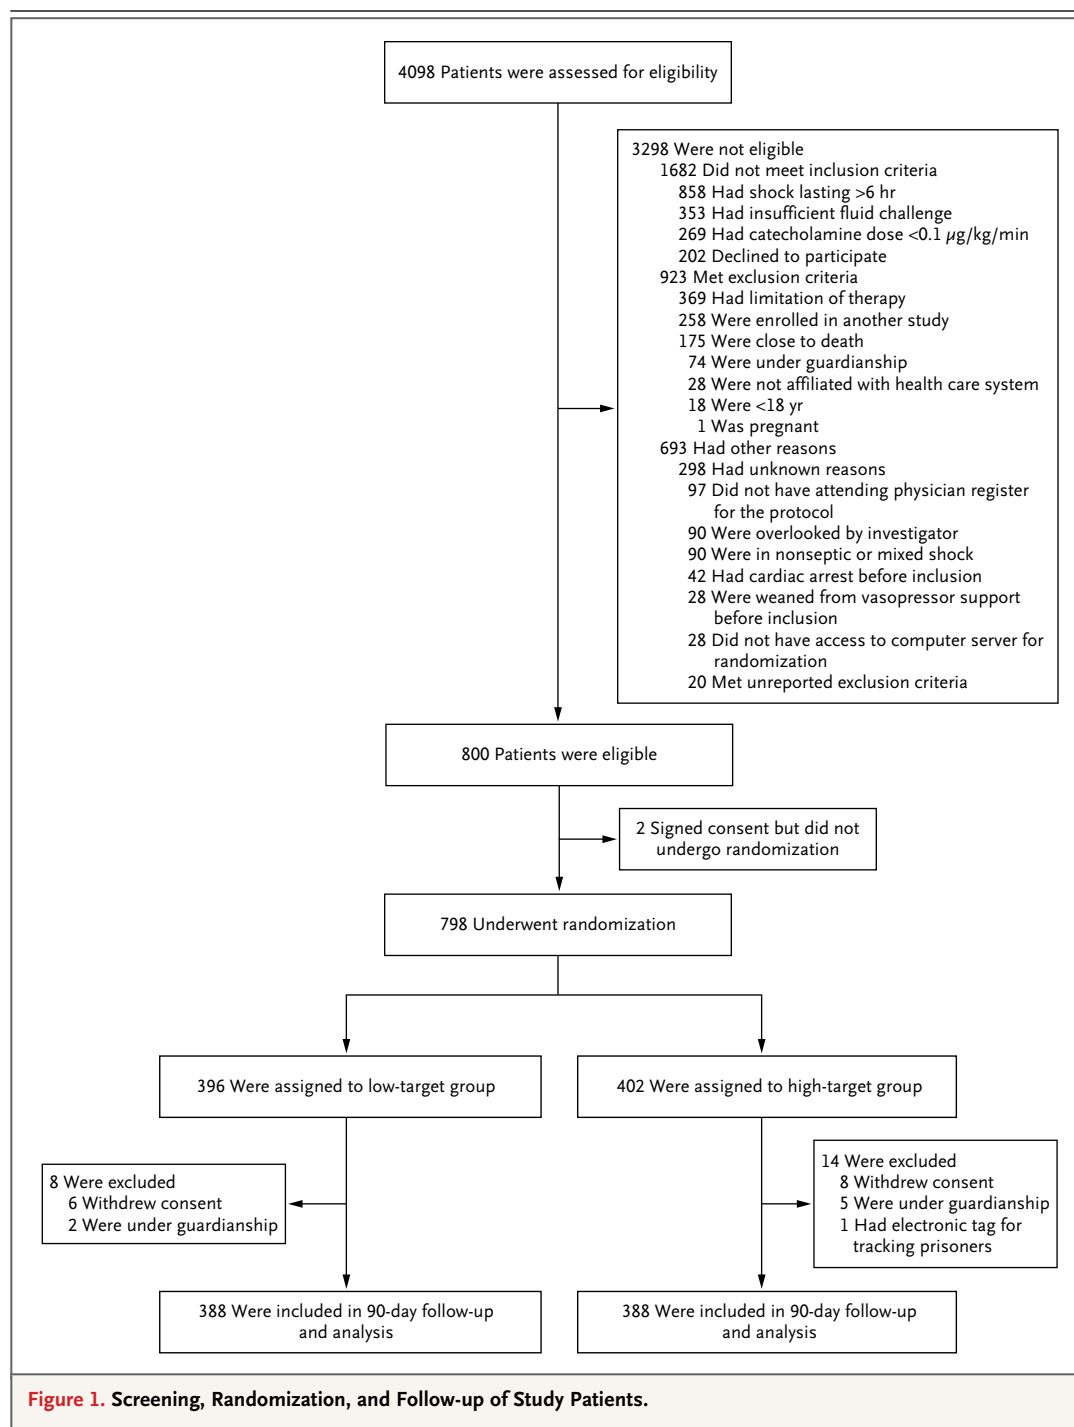 4098 Patients were assessed for eligibility
3298 Were not eligible
1682 Did not meet inclusion criteria
858 Had shock lasting >6 hr
353 Had insufficient fluid challenge
269 Had catecholamine dose <0.1 µg/kg/min
202 Declined to participate
923 Met exclusion criteria
369 Had limitation of therapy
258 Were enrolled in another study
175 Were close to death
74 Were under guardianship
28 Were not affiliated with health care system
18 Were <18 yr
1 Was pregnant
693 Had other reasons
298 Had unknown reasons
97 Did not have attending physician register
for the protocol
90 Were overlooked by investigator
90 Were in nonseptic or mixed shock
42 Had cardiac arrest before inclusion
28 Were weaned from vasopressor support
before inclusion
28 Did not have access to computer server for
randomization
20 Met unreported exclusion criteria
800 Patients were eligible
2 Signed consent but did not
undergo randomization
798 Underwent randomization
396 Were assigned to low-target group
402 Were assigned to high-target group
8 Were excluded
6 Withdrew consent
2 Were under guardianship
14 Were excluded
8 Withdrew consent
5 Were under guardianship
1 Had electronic tag for
tracking prisoners
388 Were included in 90-day follow-up
and analysis
388 Were included in 90-day follow-up
and analysis
Figure 1. Screening, Randomization, and Follow-up of Study Patients.